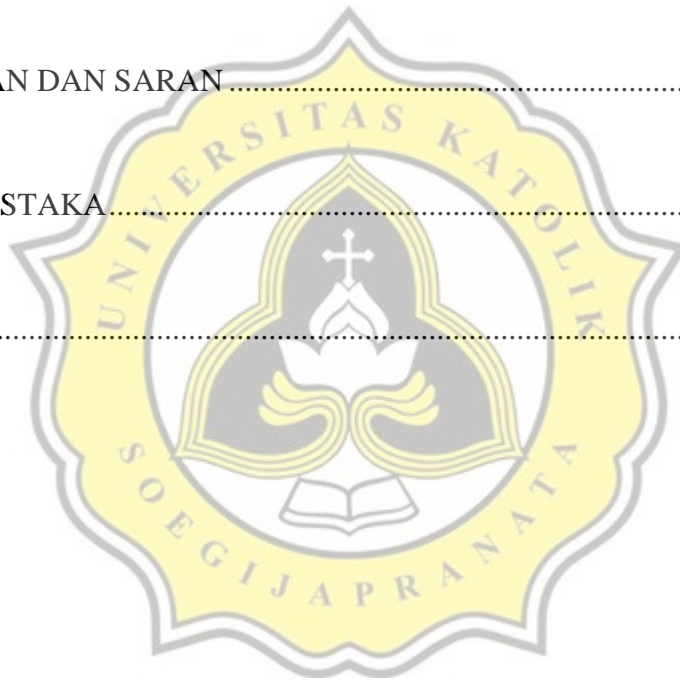 AN DAN SARAN....................................................
STAKA....................................................................
....................................................................................
UNIVERSITAS KATOLIK
SOEGIJAPRANATA